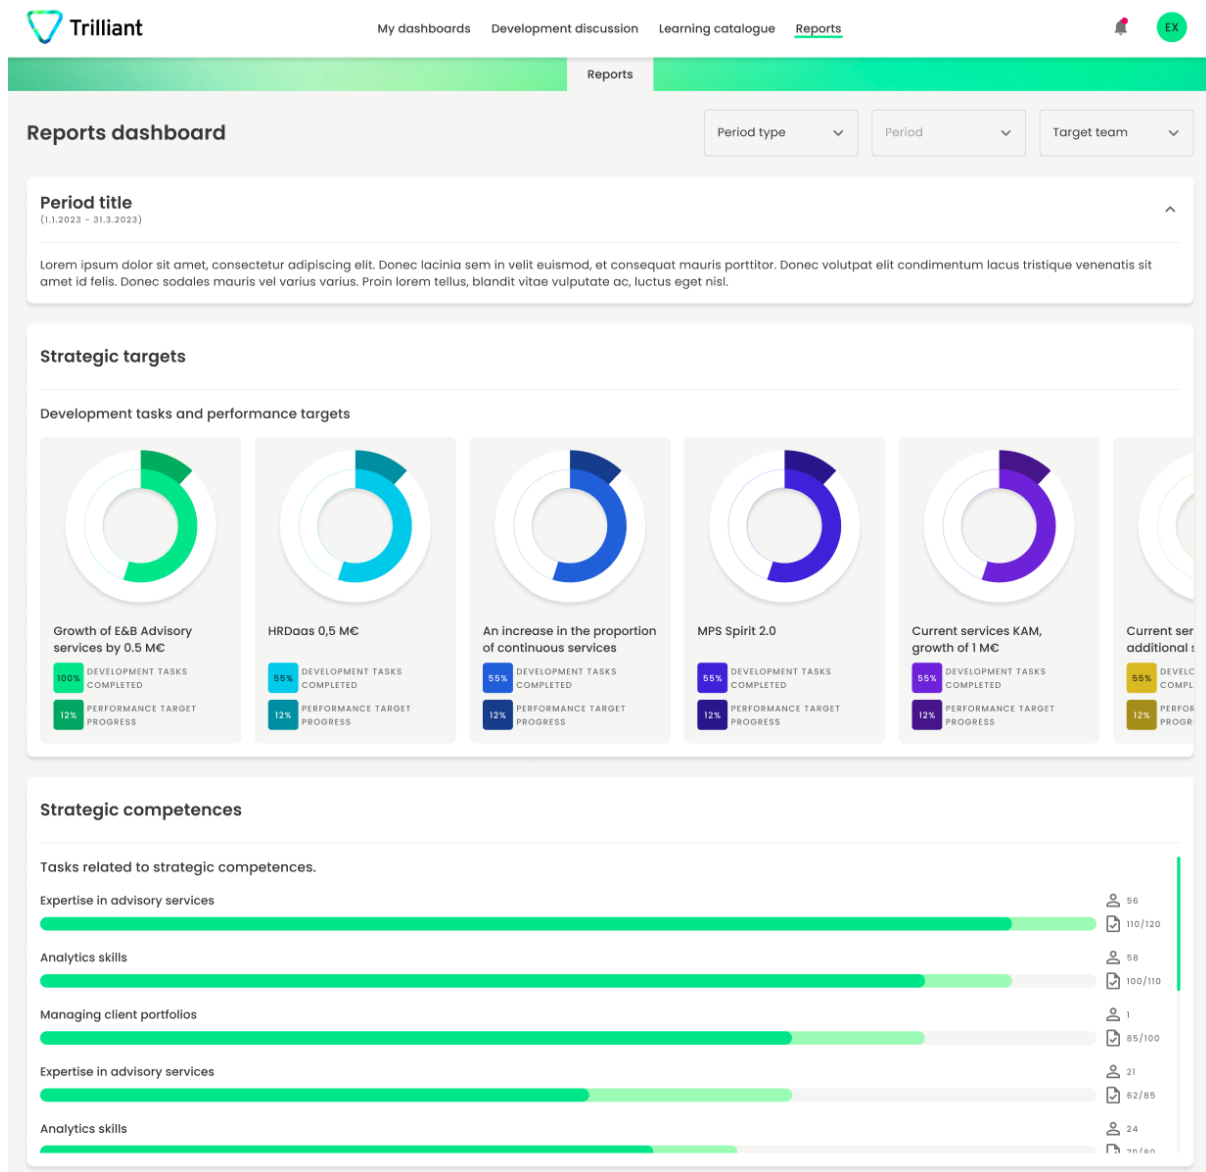 Trilliant
My dashboards
Development discussion
Learning catalogue
Reports
EX
Reports
Reports dashboard
Period type
Period
Target team
Period title
(1.1.2023 - 31.3.2023)
Lorem ipsum dolor sit amet, consectetur adipiscing elit. Donec lacinia sem in velit euismod, et consequat mauris porttitor. Donec volutpat elit condimentum lacus tristique venenatis sit
amet id felis. Donec sodales mauris vel varius varius. Proin lorem tellus, blandit vitae vulputate ac, luctus eget nisl.
Strategic targets
Development tasks and performance targets
Growth of E&B Advisory
services by 0.5 M€
100%
DEVELOPMENT TASKS
COMPLETED
12%
PERFORMANCE TARGET
PROGRESS
HRDaas 0,5 M€
55%
DEVELOPMENT TASKS
COMPLETED
12%
PERFORMANCE TARGET
PROGRESS
An increase in the proportion
of continuous services
55%
DEVELOPMENT TASKS
COMPLETED
12%
PERFORMANCE TARGET
PROGRESS
MPS Spirit 2.0
55%
DEVELOPMENT TASKS
COMPLETED
12%
PERFORMANCE TARGET
PROGRESS
Current services KAM,
growth of 1 M€
55%
DEVELOPMENT TASKS
COMPLETED
12%
PERFORMANCE TARGET
PROGRESS
Current ser
additional s
55%
DEVELO
COMPL
12%
PERFOR
PROGR
Strategic competences
Tasks related to strategic competences.
Expertise in advisory services
56
110/120
Analytics skills
58
100/110
Managing client portfolios
1
85/100
Expertise in advisory services
21
62/85
Analytics skills
24
70/80